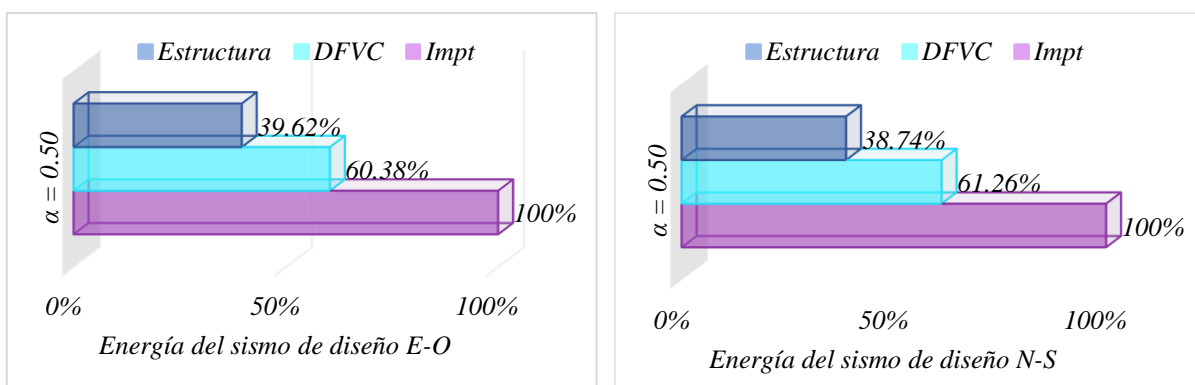 Estructura DFVC Impt
α = 0.50
39.62%
60.38%
100%
0% 50% 100%
Energía del sismo de diseño E-O
Estructura DFVC Impt
α = 0.50
38.74%
61.26%
100%
0% 50% 100%
Energía del sismo de diseño N-S